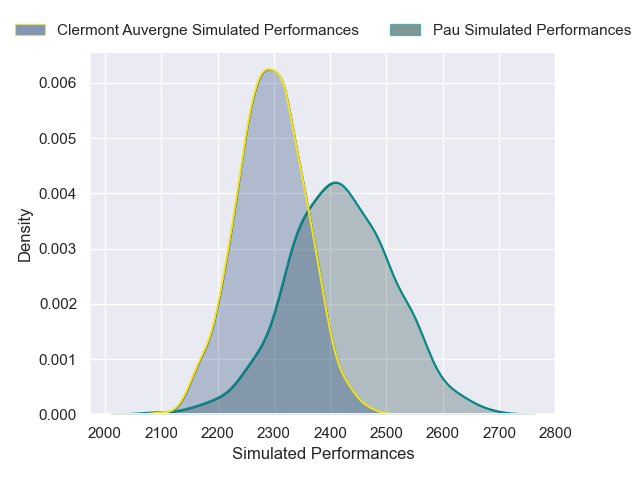 Clermont Auvergne Simulated Performances
Pau Simulated Performances
0.006
0.005
0.004
0.003
0.002
0.001
0.000
Density
2000 2100 2200 2300 2400 2500 2600 2700 2800
Simulated Performances